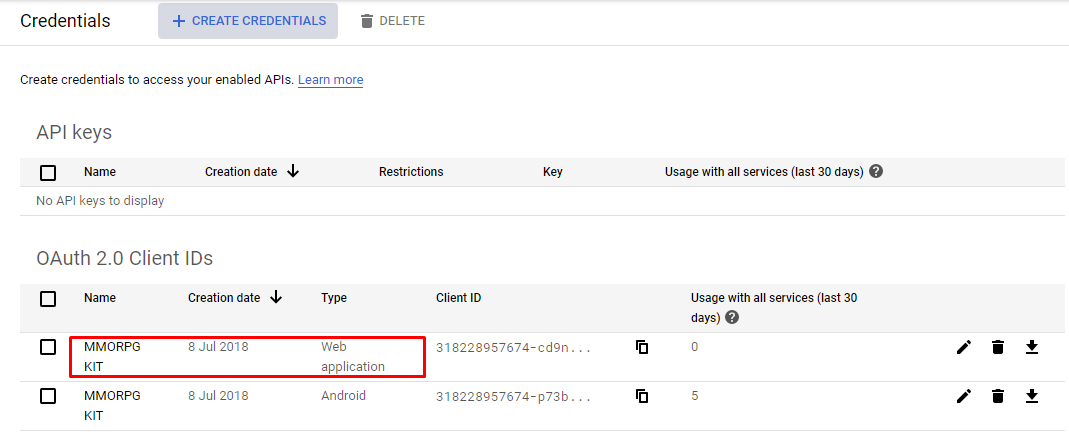 Credentials
+ CREATE CREDENTIALS
DELETE
Create credentials to access your enabled APIs. Learn more
API keys
Name Creation date Restrictions Key Usage with all services (last 30 days) ?
No API keys to display
OAuth 2.0 Client IDs
Name Creation date Type Client ID Usage with all services (last 30
days) ?
MMORPG 8 Jul 2018 Web 318228957674-cd9n... 0
KIT application
MMORPG 8 Jul 2018 Android 318228957674-p73b... 5
KIT